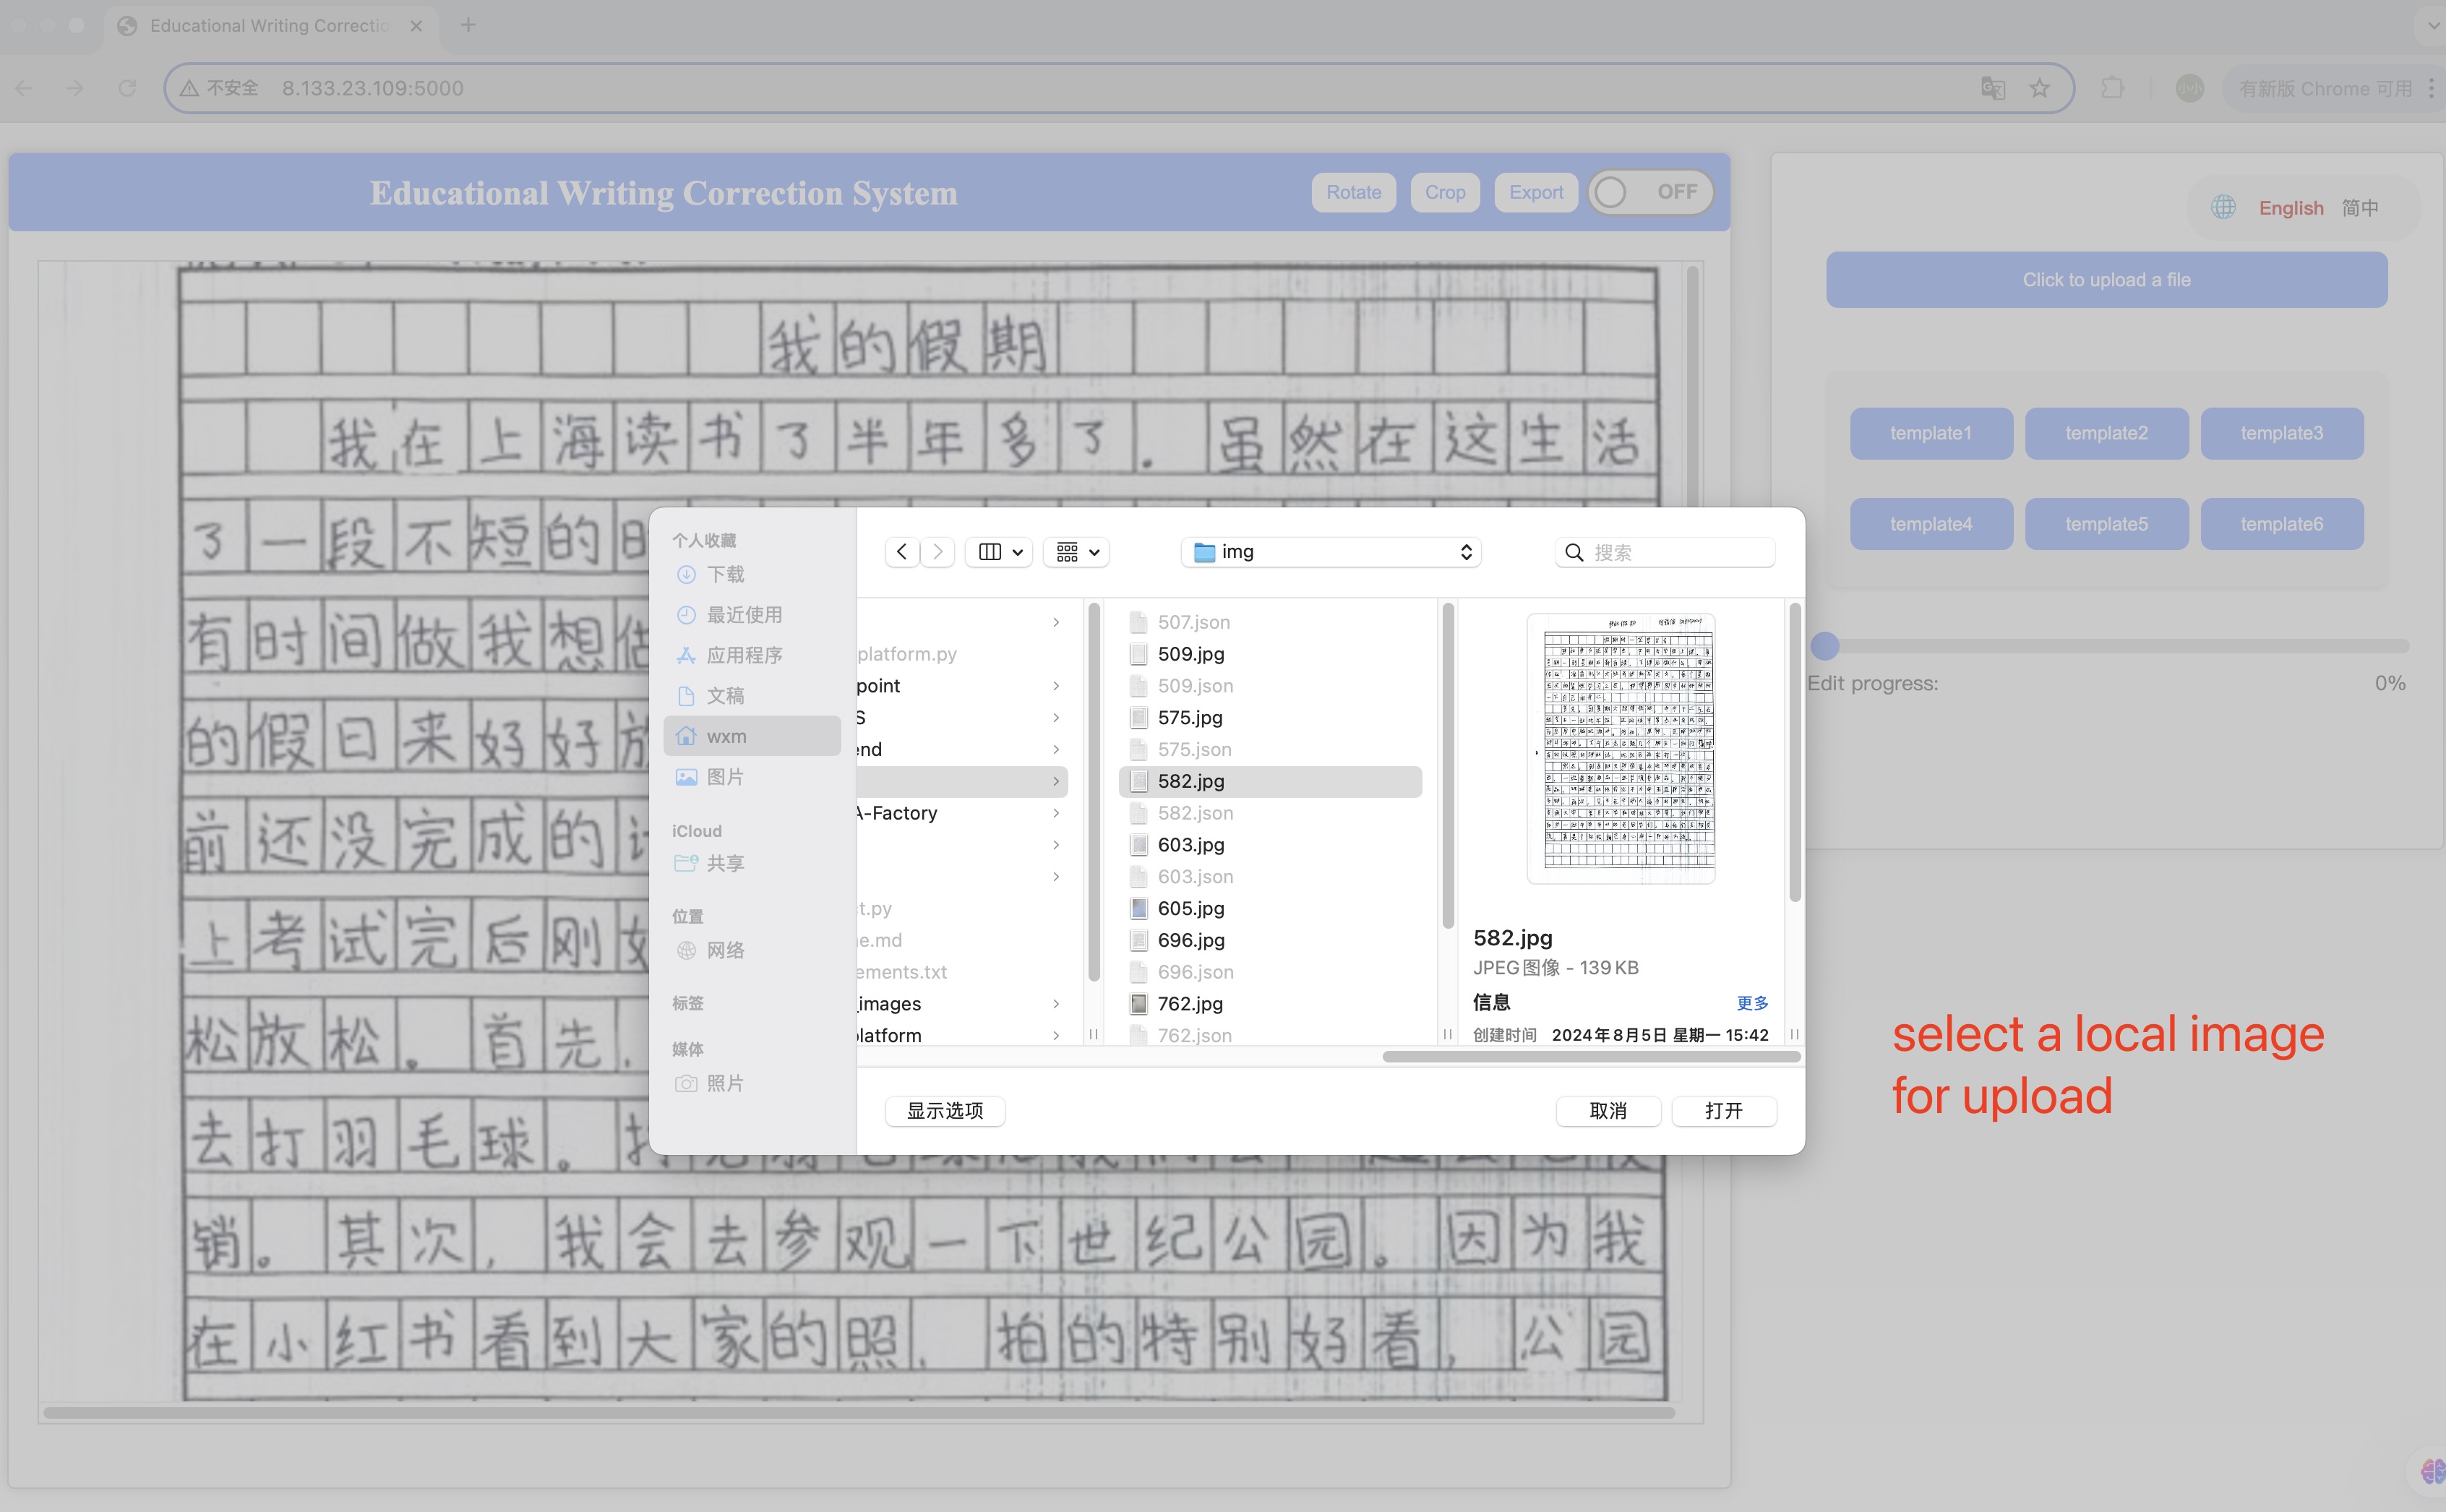 Educational Writing Correctio
不安全 8.133.23.109:5000
有新版 Chrome 可用
Educational Writing Correction System
Rotate
Crop
Export
OFF
English 简中
Click to upload a file
template1
template2
template3
template4
template5
template6
Edit progress:
0%
我的假期
我在上海读书了半年多了.虽然在这生活
了一段不短的日
有时间做我想做
的假日来好好放
前还没完成的计
上考试完后刚好
松放松。首先,
去打羽毛球。打
销。其次,我会去参观一下世纪公园。因为我
在小红书看到大家的照,拍的特别好看,公园
个人收藏
下载
最近使用
应用程序
文稿
wxm
图片
iCloud
共享
位置
网络
标签
媒体
照片
img
搜索
platform.py
point
S
end
A-Factory
t.py
e.md
ements.txt
images
latform
507.json
509.jpg
509.json
575.jpg
575.json
582.jpg
582.json
603.jpg
603.json
605.jpg
696.jpg
696.json
762.jpg
762.json
582.jpg
JPEG图像 - 139 KB
信息
更多
创建时间 2024年8月5日 星期一 15:42
显示选项
取消
打开
select a local image
for upload